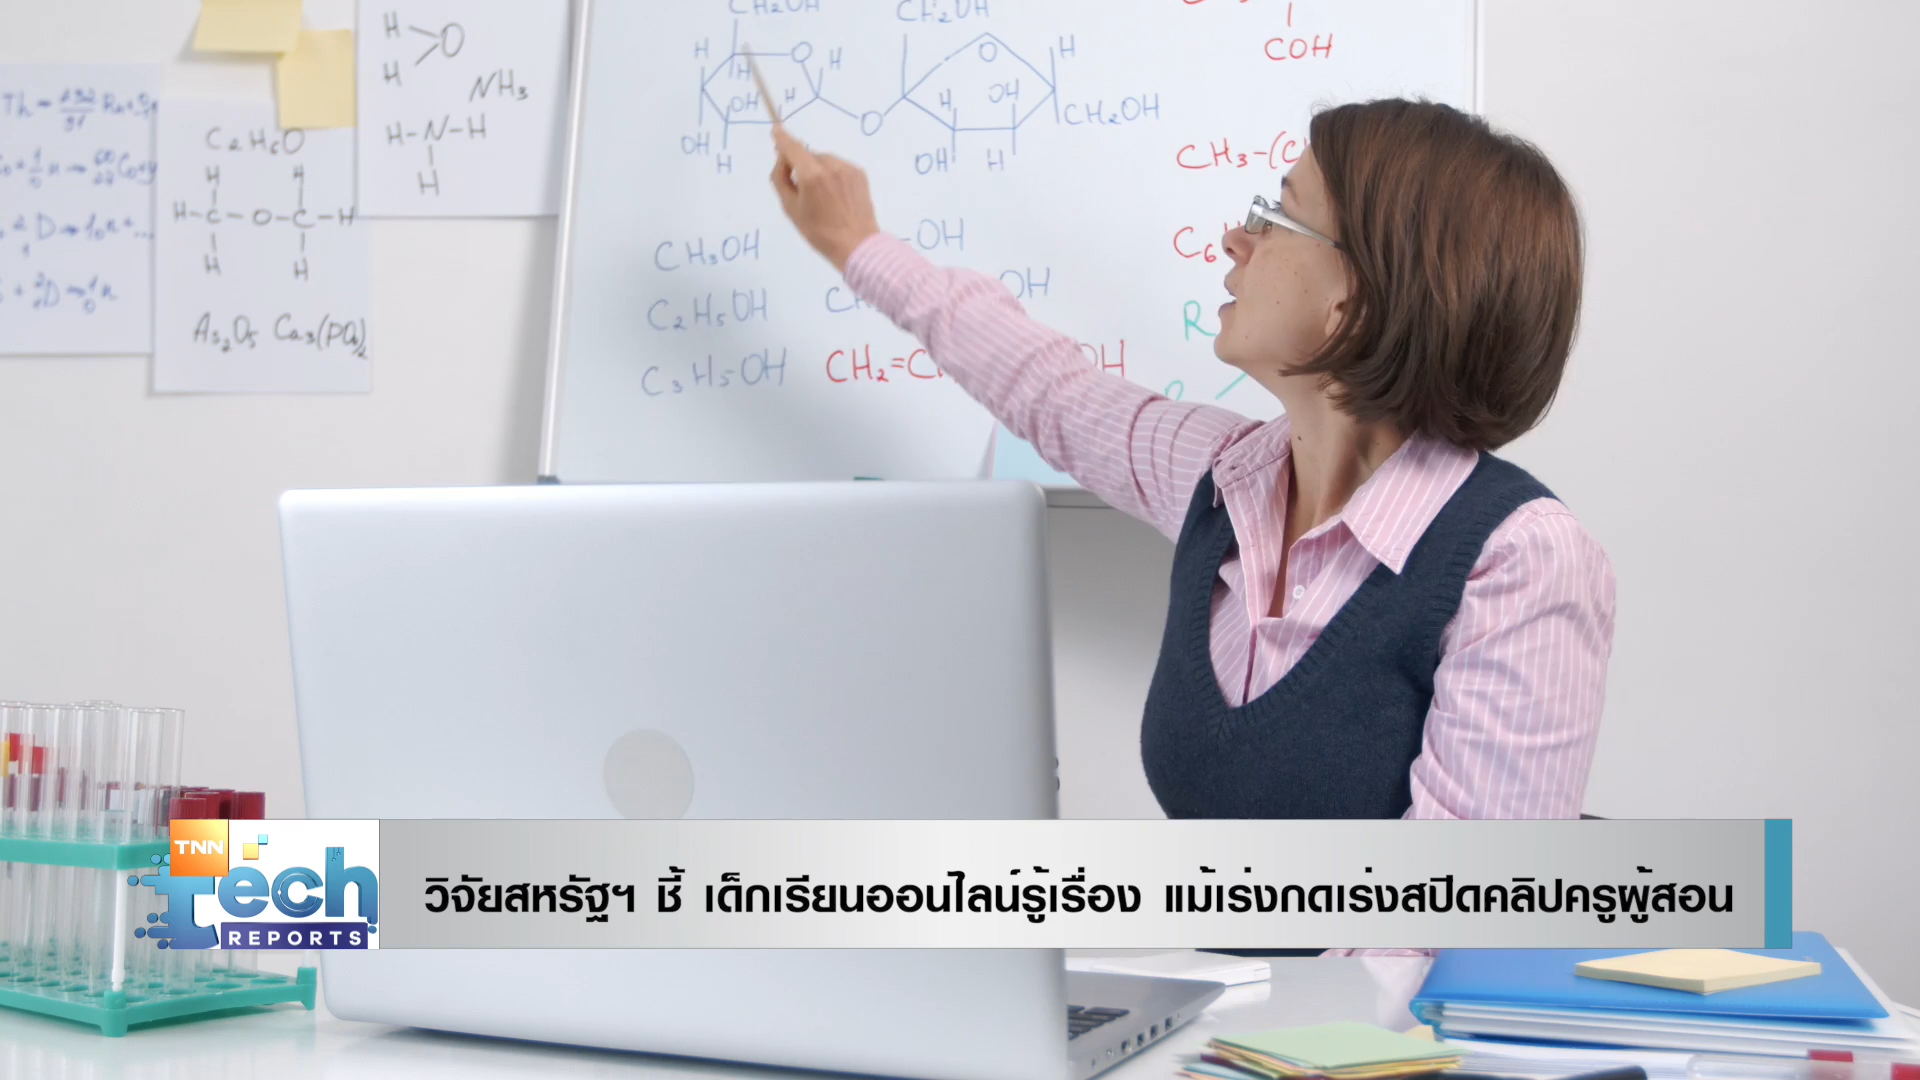 CH₂OH
CH₂OH
COH
H
O
H
NH₃
H-N-H
H
C₂H₆O
H H
H-C-O-C-H
H H
As₂O₅ Ca₃(PO₄)₂
H O H
H
OH H
OH
H
O
O
H
H OH
CH₂OH
OH H
CH₃-(C
CH₃OH
-OH
C₂H₅OH
OH
C₃H₅OH
CH₂=C
OH
C₆
R
TNN
Tech
REPORTS
วิจัยสหรัฐฯ ชี้ เด็กเรียนออนไลน์รู้เรื่อง แม้เร่งกดเร่งสปีดคลิปครูผู้สอน